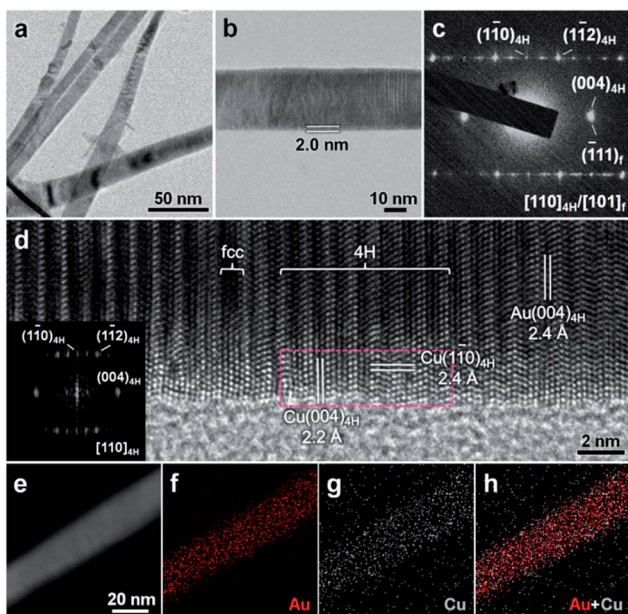 a
50 nm
b
2.0 nm
10 nm
c
(11̄0)₄H
(11̄2)₄H
(004)₄H
(1̄11)f
[110]₄H/[101]f
d
fcc
4H
Au(004)₄H
2.4 Å
Cu(11̄0)₄H
2.4 Å
Cu(004)₄H
2.2 Å
2 nm
(11̄0)₄H
(11̄2)₄H
(004)₄H
[110]₄H
e
20 nm
f
Au
g
Cu
h
Au+Cu